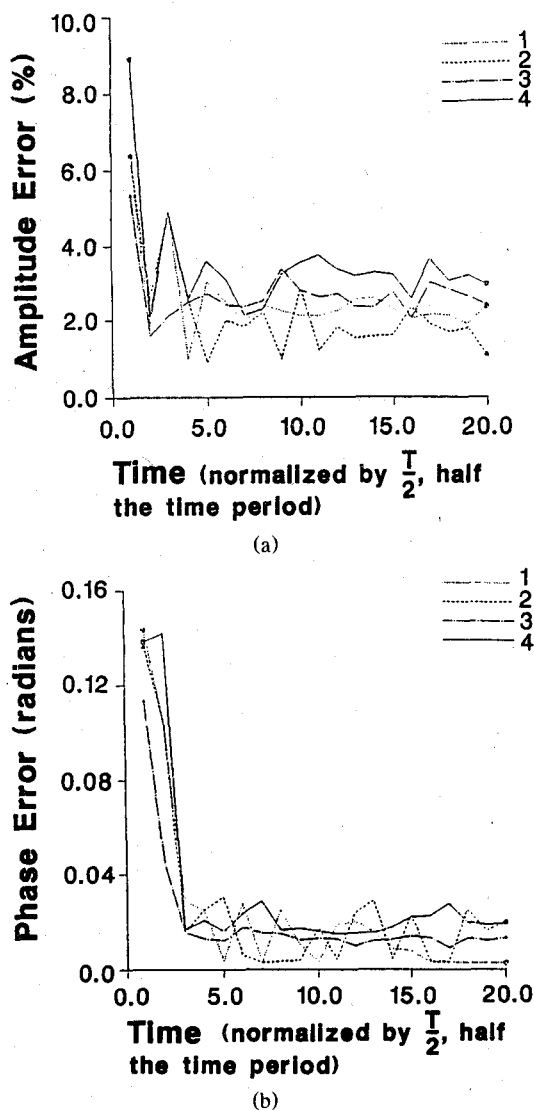 10.0
8.0
6.0
4.0
2.0
0.0
Amplitude Error (%)
1
2
3
4
0.0 5.0 10.0 15.0 20.0
Time (normalized by T/2, half
the time period)
(a)
0.16
0.12
0.08
0.04
0.0
Phase Error (radians)
1
2
3
4
0.0 5.0 10.0 15.0 20.0
Time (normalized by T/2, half
the time period)
(b)